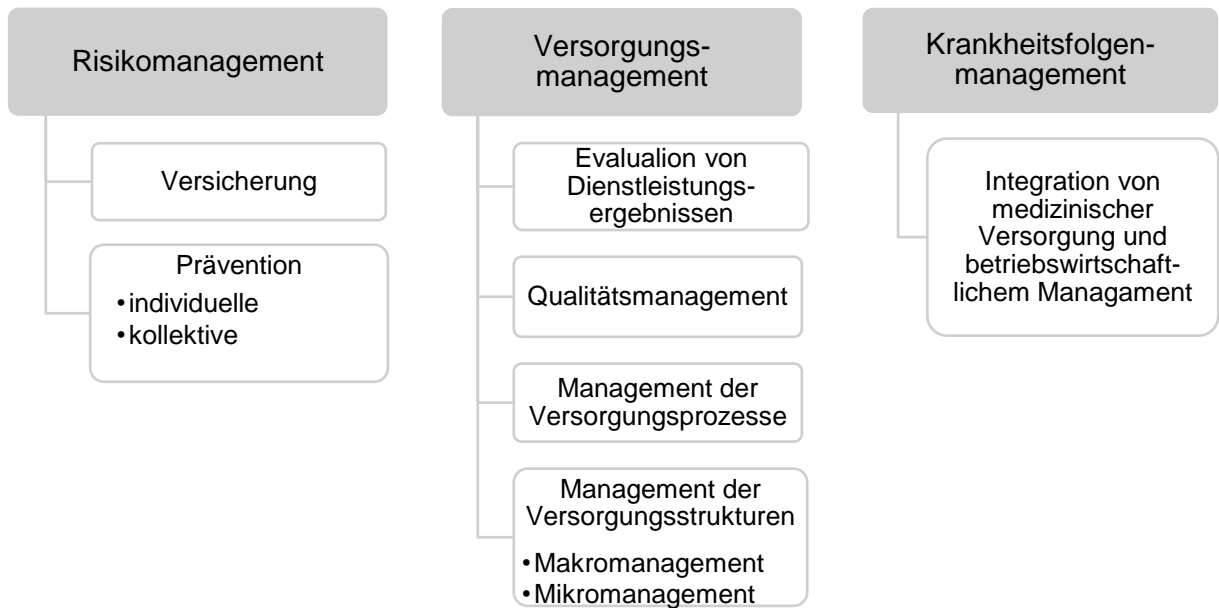 Risikomanagement
Versicherung
Prävention
•individuelle
•kollektive
Versorgungs-
management
Evalualion von
Dienstleistungs-
ergebnissen
Qualitätsmanagement
Management der
Versorgungsprozesse
Management der
Versorgungsstrukturen
•Makromanagement
•Mikromanagement
Krankheitsfolgen-
management
Integration von
medizinischer
Versorgung und
betriebswirtschaft-
lichem Managament